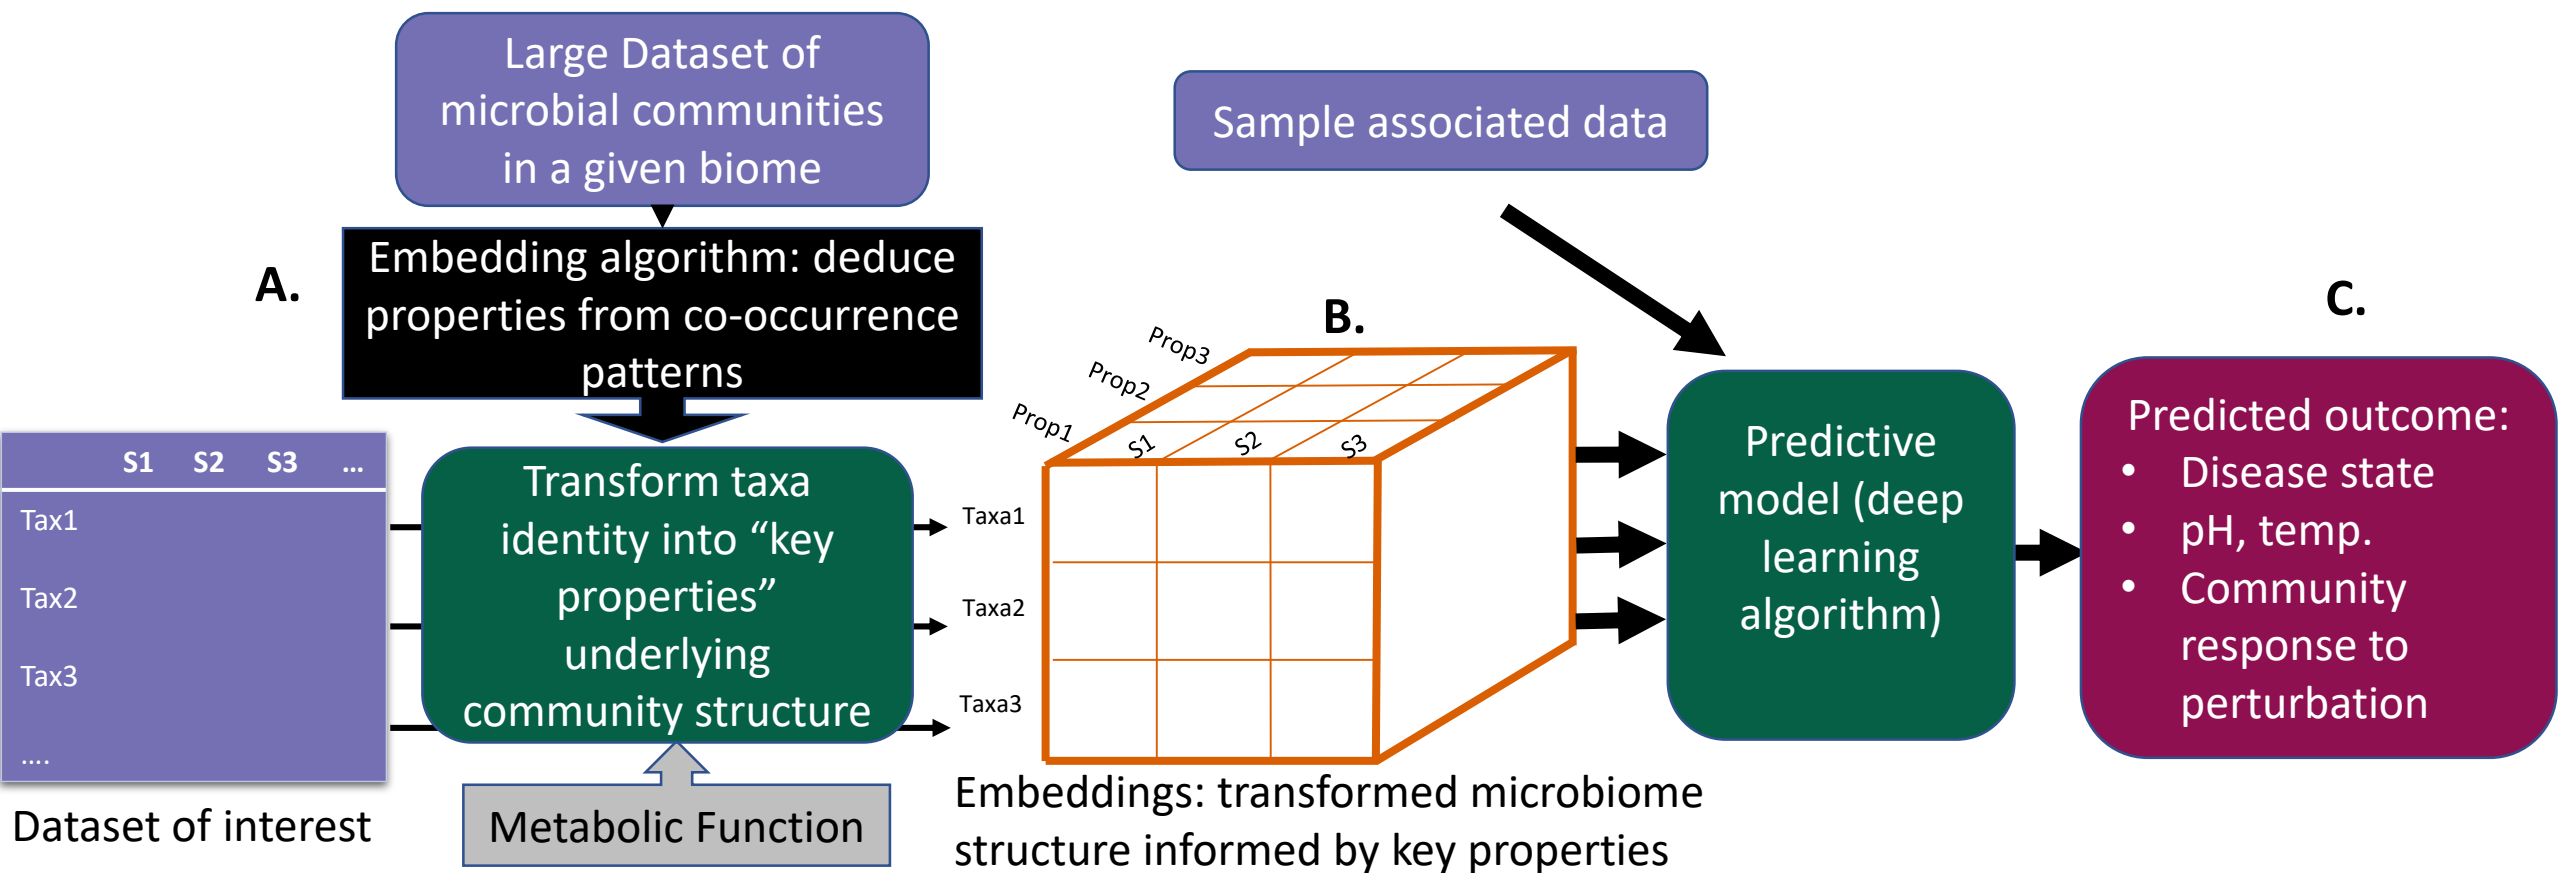 Large Dataset of
microbial communities
in a given biome
Sample associated data
A.
Embedding algorithm: deduce
properties from co-occurrence
patterns
B.
C.
S1 S2 S3 ...
Tax1
Tax2
Tax3
....
Dataset of interest
Transform taxa
identity into “key
properties”
underlying
community structure
Metabolic Function
Prop3
Prop2
Prop1
S1 S2 S3
Taxa1
Taxa2
Taxa3
Embeddings: transformed microbiome
structure informed by key properties
Predictive
model (deep
learning
algorithm)
Predicted outcome:
• Disease state
• pH, temp.
• Community
response to
perturbation